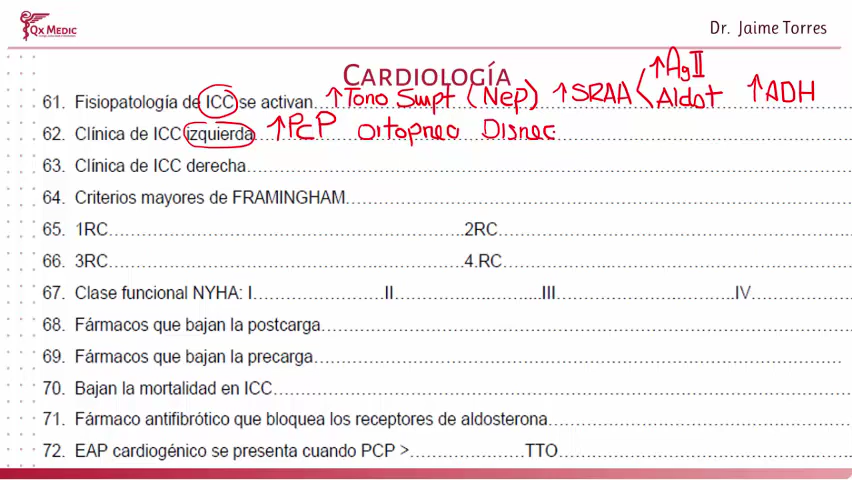 Qx MEDIC
Dr. Jaime Torres
CARDIOLOGÍA
61. Fisiopatología de ICC se activan... ↑Tono Simpt (Nep) ↑SRAA < ↑AgII Aldot ↑ADH
62. Clínica de ICC izquierda ↑PCP Ortopnea Disnea
63. Clínica de ICC derecha
64. Criterios mayores de FRAMINGHAM
65. 1RC 2RC
66. 3RC 4.RC
67. Clase funcional NYHA: I II III IV
68. Fármacos que bajan la postcarga
69. Fármacos que bajan la precarga
70. Bajan la mortalidad en ICC
71. Fármaco antifibrótico que bloquea los receptores de aldosterona
72. EAP cardiogénico se presenta cuando PCP > TTO